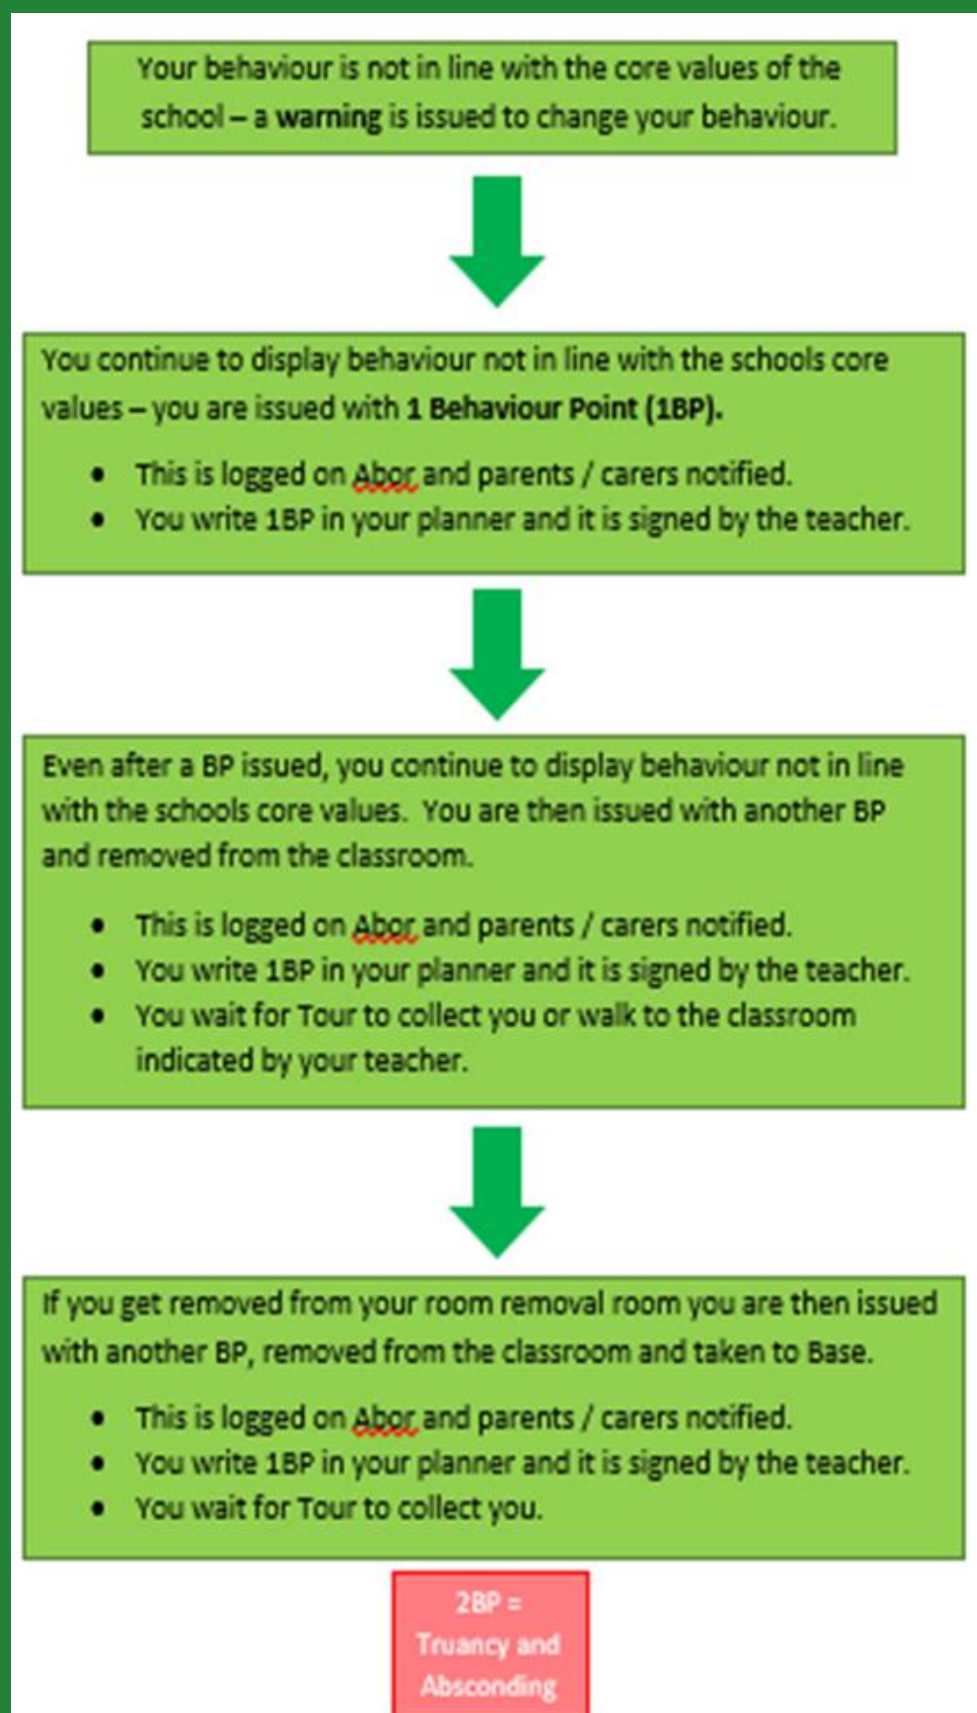 Your behaviour is not in line with the core values of the
school – a warning is issued to change your behaviour.
You continue to display behaviour not in line with the schools core
values – you are issued with 1 Behaviour Point (1BP).
• This is logged on Abor and parents / carers notified.
• You write 1BP in your planner and it is signed by the teacher.
Even after a BP issued, you continue to display behaviour not in line
with the schools core values. You are then issued with another BP
and removed from the classroom.
• This is logged on Abor and parents / carers notified.
• You write 1BP in your planner and it is signed by the teacher.
• You wait for Tour to collect you or walk to the classroom
indicated by your teacher.
If you get removed from your room removal room you are then issued
with another BP, removed from the classroom and taken to Base.
• This is logged on Abor and parents / carers notified.
• You write 1BP in your planner and it is signed by the teacher.
• You wait for Tour to collect you.
2BP =
Truancy and
Absconding